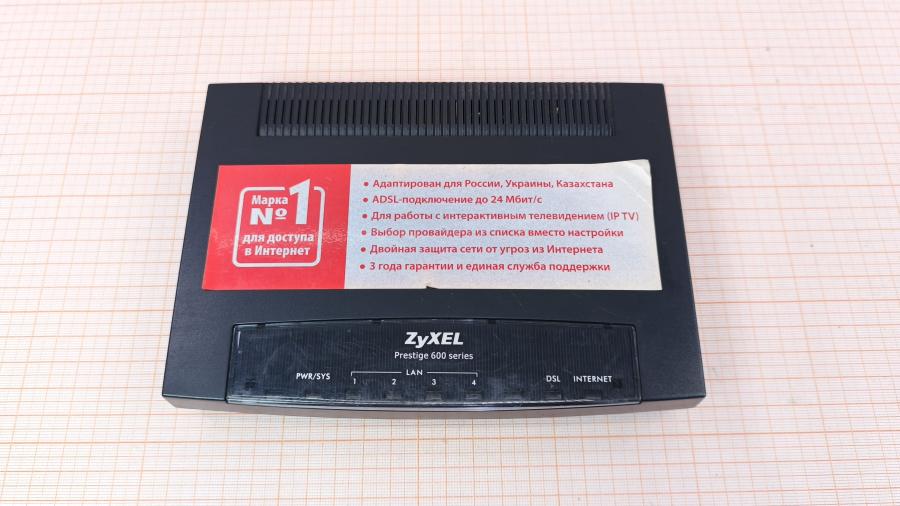 Марка
№1
для доступа
в Интернет
• Адаптирован для России, Украины, Казахстана
• ADSL-подключение до 24 Мбит/с
• Для работы с интерактивным телевидением (IP TV)
• Выбор провайдера из списка вместо настройки
• Двойная защита сети от угроз из Интернета
• 3 года гарантии и единая служба поддержки
ZyXEL
Prestige 600 series
PWR/SYS
LAN
1 2 3 4
DSL INTERNET